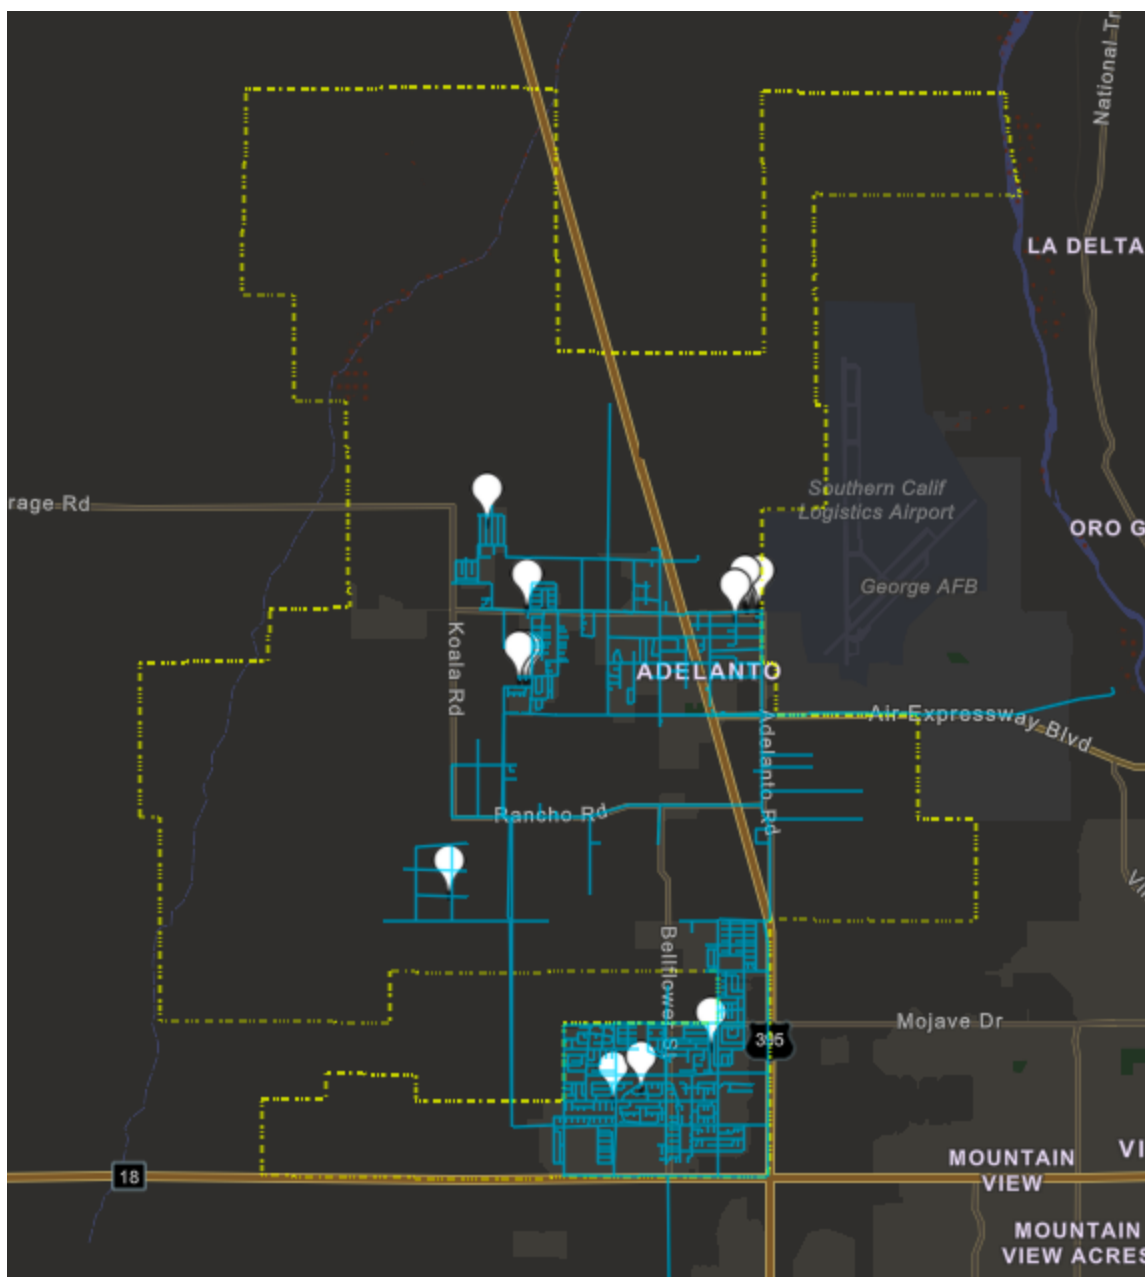 National Tr
LA DELTA
rage Rd
Southern Calif
Logistics Airport
ORO G
George AFB
Koala Rd
ADELANTO
Air Expressway Blvd
Adelanto Rd
Rancho Rd
Bellflower St
Mojave Dr
395
18
MOUNTAIN
VIEW
VI
MOUNTAIN
VIEW ACRES